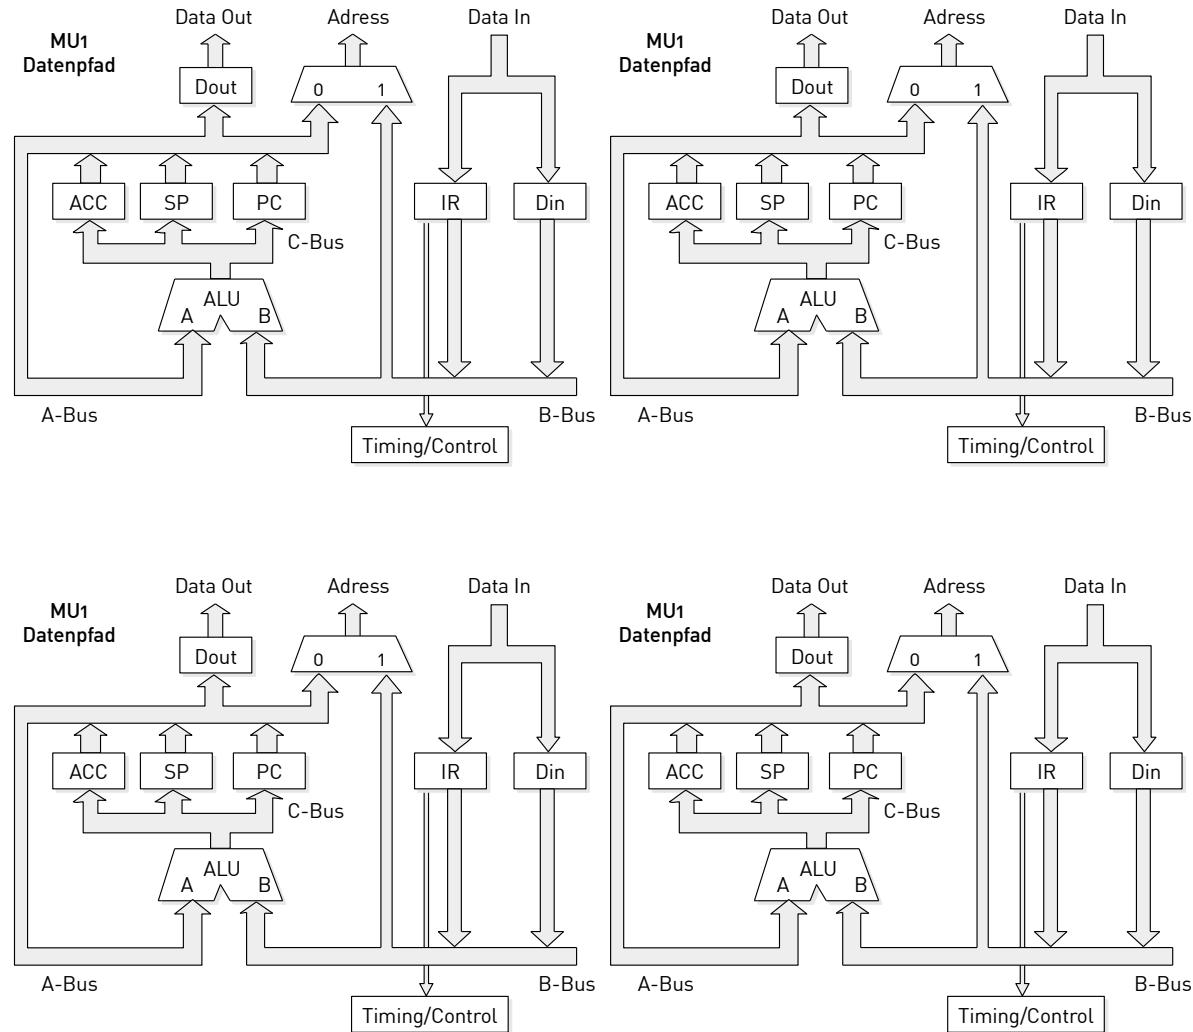 Data Out Adress Data In
MU1
Datenpfad
Dout
0 1
ACC SP PC IR Din
C-Bus
ALU
A B
A-Bus B-Bus
Timing/Control
Data Out Adress Data In
MU1
Datenpfad
Dout
0 1
ACC SP PC IR Din
C-Bus
ALU
A B
A-Bus B-Bus
Timing/Control
Data Out Adress Data In
MU1
Datenpfad
Dout
0 1
ACC SP PC IR Din
C-Bus
ALU
A B
A-Bus B-Bus
Timing/Control
Data Out Adress Data In
MU1
Datenpfad
Dout
0 1
ACC SP PC IR Din
C-Bus
ALU
A B
A-Bus B-Bus
Timing/Control